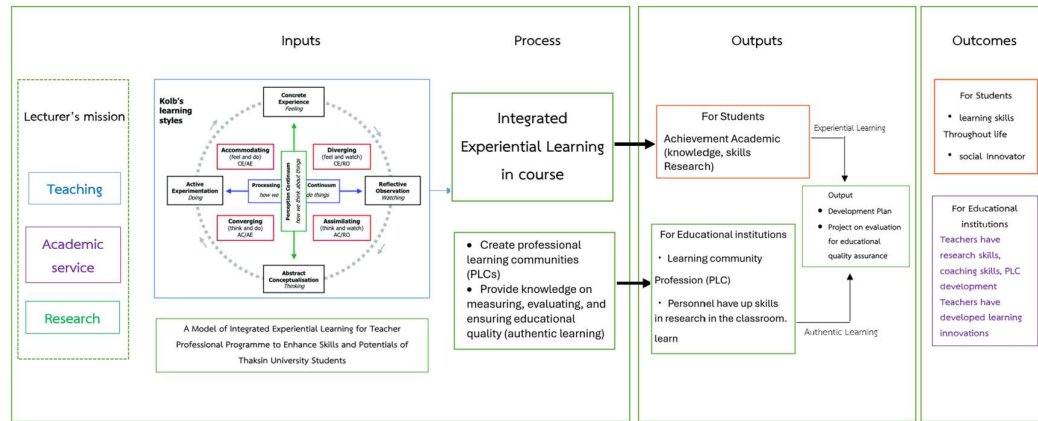 Inputs
Process
Outputs
Outcomes
Lecturer's mission
Teaching
Academic
service
Research
Kolb's
learning
styles
Concrete
Experience
Feeling
Accommodating
(feel and do)
CE/AE
Diverging
(feel and watch)
CE/RO
Active
Experimentation
Doing
Processing
how we
Perception Continuum
how we think about things
Continuum
do things
Reflective
Observation
Watching
Converging
(think and do)
AC/AE
Assimilating
(think and watch)
AC/RO
Abstract
Conceptualisation
Thinking
A Model of Integrated Experiential Learning for Teacher
Professional Programme to Enhance Skills and Potentials of
Thaksin University Students
Integrated
Experiential Learning
in course
• Create professional
learning communities
(PLCs)
• Provide knowledge on
measuring, evaluating, and
ensuring educational
quality (authentic learning)
For Students
Achievement Academic
(knowledge, skills
Research)
For Educational institutions
• Learning community
Profession (PLC)
• Personnel have up skills
in research in the classroom.
learn
Experiential Learning
Output
• Development Plan
• Project on evaluation
for educational
quality assurance
Authentic Learning
For Students
• learning skills
Throughout life
• social Innovator
For Educational
institutions
Teachers have
research skills,
coaching skills, PLC
development
Teachers have
developed learning
innovations